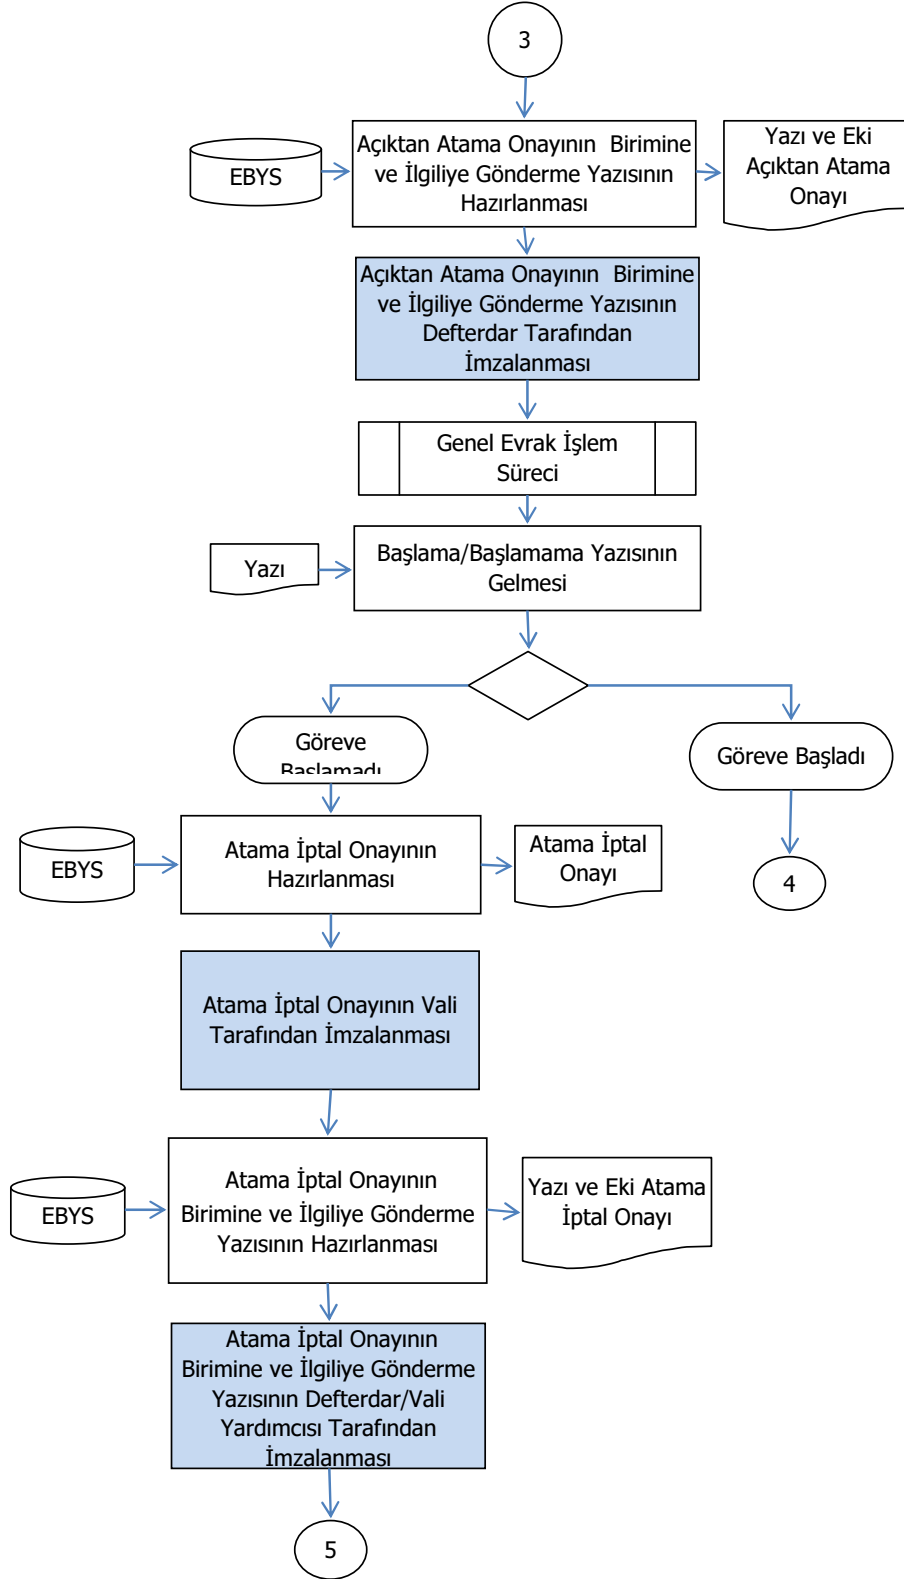 3
EBYS
Açıktan Atama Onayının  Birimine
ve İlgiliye Gönderme Yazısının
Hazırlanması
Yazı ve Eki
Açıktan Atama
Onayı
Açıktan Atama Onayının  Birimine
ve İlgiliye Gönderme Yazısının
Defterdar Tarafından
İmzalanması
Genel Evrak İşlem
Süreci
Yazı
Başlama/Başlamama Yazısının
Gelmesi
Göreve
Başlamadı
Göreve Başladı
EBYS
Atama İptal Onayının
Hazırlanması
Atama İptal
Onayı
4
Atama İptal Onayının Vali
Tarafından İmzalanması
EBYS
Atama İptal Onayının
Birimine ve İlgiliye Gönderme
Yazısının Hazırlanması
Yazı ve Eki Atama
İptal Onayı
Atama İptal Onayının
Birimine ve İlgiliye Gönderme
Yazısının Defterdar/Vali
Yardımcısı Tarafından
İmzalanması
5